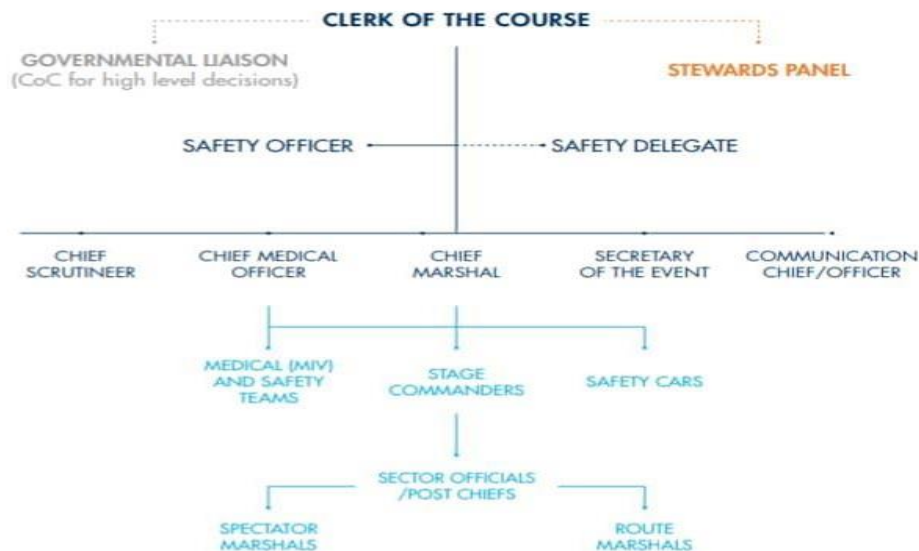 CLERK OF THE COURSE
GOVERNMENTAL LIAISON
(CoC for high level decisions)
STEWARDS PANEL
SAFETY OFFICER
SAFETY DELEGATE
CHIEF
SCRUTINEER
CHIEF MEDICAL
OFFICER
CHIEF
MARSHAL
SECRETARY
OF THE EVENT
COMMUNICATION
CHIEF/OFFICER
MEDICAL (MIV)
AND SAFETY
TEAMS
STAGE
COMMANDERS
SAFETY CARS
SECTOR OFFICIALS
/POST CHIEFS
SPECTATOR
MARSHALS
ROUTE
MARSHALS